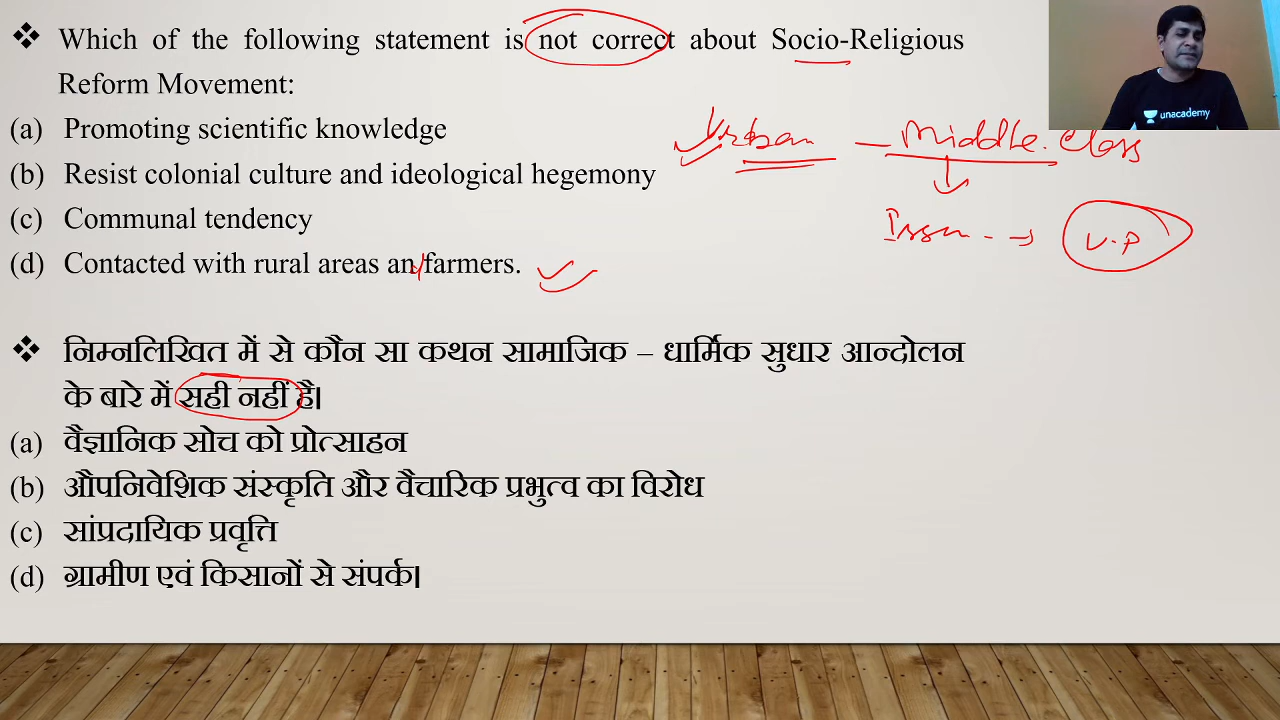 ❖ Which of the following statement is not correct about Socio-Religious
Reform Movement:
(a) Promoting scientific knowledge
(b) Resist colonial culture and ideological hegemony
(c) Communal tendency
(d) Contacted with rural areas and farmers.
unacademy
Urban – Middle Class
U.P
❖ निम्नलिखित में से कौन सा कथन सामाजिक – धार्मिक सुधार आन्दोलन
के बारे में सही नहीं है।
(a) वैज्ञानिक सोच को प्रोत्साहन
(b) औपनिवेशिक संस्कृति और वैचारिक प्रभुत्व का विरोध
(c) सांप्रदायिक प्रवृत्ति
(d) ग्रामीण एवं किसानों से संपर्क।